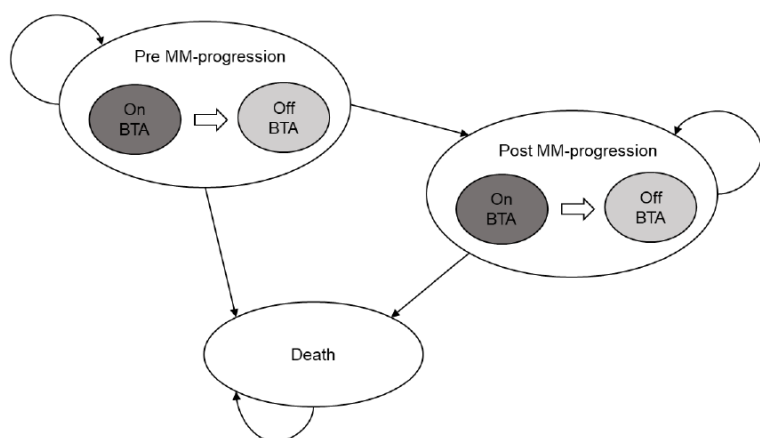 Pre MM-progression
On
BTA
Off
BTA
Post MM-progression
On
BTA
Off
BTA
Death